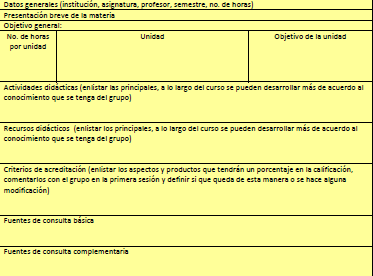 Datos generales (institución, asignatura, profesor, semestre, no. de horas)
Presentación breve de la materia
Objetivo general:
No. de horas por unidad
Unidad
Objetivo de la unidad
Actividades didácticas (enlistar las principales, a lo largo del curso se pueden desarrollar más de acuerdo al
conocimiento que se tenga del grupo)
Recursos didácticos (enlistar los principales, a lo largo del curso se pueden desarrollar más de acuerdo al
conocimiento que se tenga del grupo)
Criterios de acreditación (enlistar los aspectos y productos que tendrán un porcentaje en la calificación,
comentarlos con el grupo en la primera sesión y definir si que queda de esta manera o se hace alguna
modificación)
Fuentes de consulta básica
Fuentes de consulta complementaria